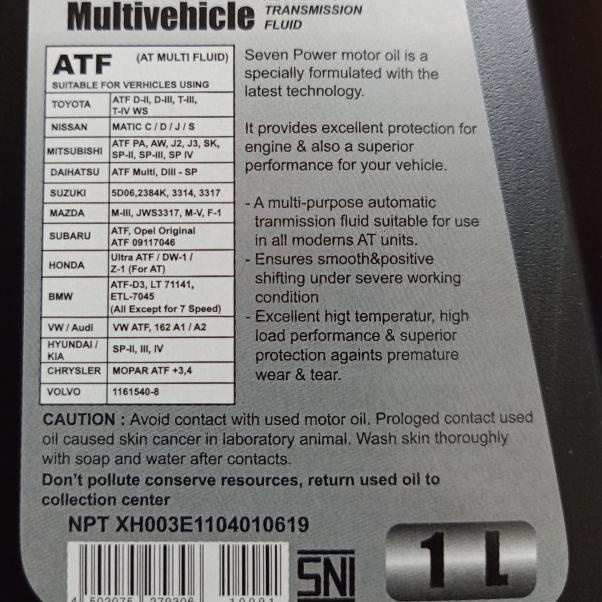 Multivehicle
TRANSMISSION
FLUID
ATF (AT MULTI FLUID)
SUITABLE FOR VERHICLES USING
TOYOTA ATF D-II, D-III, T-III,
T-IV WS
NISSAN MATIC C / D / J / S
MITSUBISHI ATF PA, AW, J2, J3, SK,
SP-II, SP-III, SP IV
DAIHATSU ATF Multi, DIII - SP
SUZUKI 5D06,2384K, 3314, 3317
MAZDA M-III, JWS3317, M-V, F-1
SUBARU ATF, Opel Original
ATF 09117046
HONDA Ultra ATF / DW-1 /
Z-1 (For AT)
BMW ATF-D3, LT 71141,
ETL-7045
(All Except for 7 Speed)
VW / Audi VW ATF, 162 A1 / A2
HYUNDAI / KIA SP-II, III, IV
CHRYSLER MOPAR ATF +3,4
VOLVO 1161540-8
Seven Power motor oil is a
specially formulated with the
latest technology.
It provides excellent protection for
engine & also a superior
performance for your vehicle.
- A multi-purpose automatic
tranmission fluid suitable for use
in all moderns AT units.
- Ensures smooth&positive
shifting under severe working
condition
- Excellent higt temperatur, high
load performance & superior
protection againts premature
wear & tear.
CAUTION : Avoid contact with used motor oil. Prologed contact used
oil caused skin cancer in laboratory animal. Wash skin thoroughly
with soap and water after contacts.
Don't pollute conserve resources, return used oil to
collection center
NPT XH003E1104010619
SNI
1 L